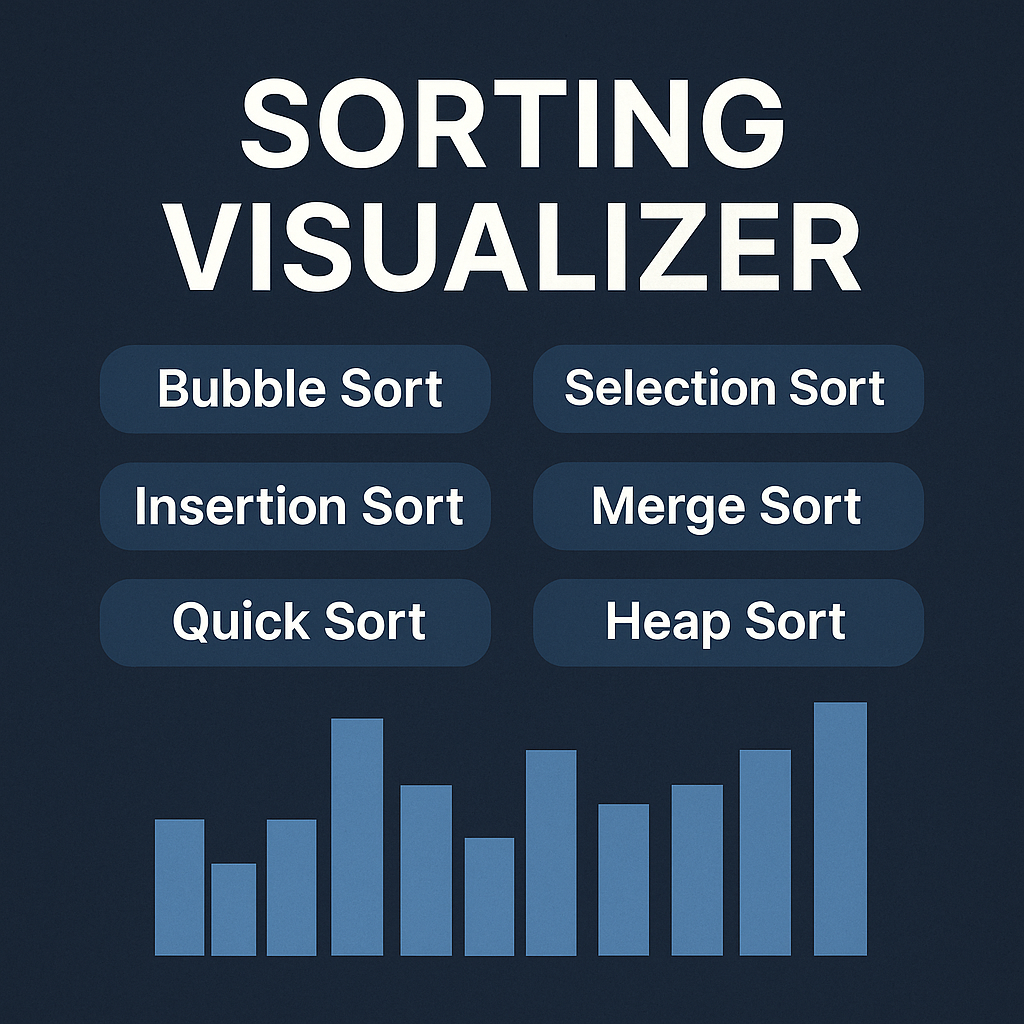 SORTING
VISUALIZER
Bubble Sort
Selection Sort
Insertion Sort
Merge Sort
Quick Sort
Heap Sort